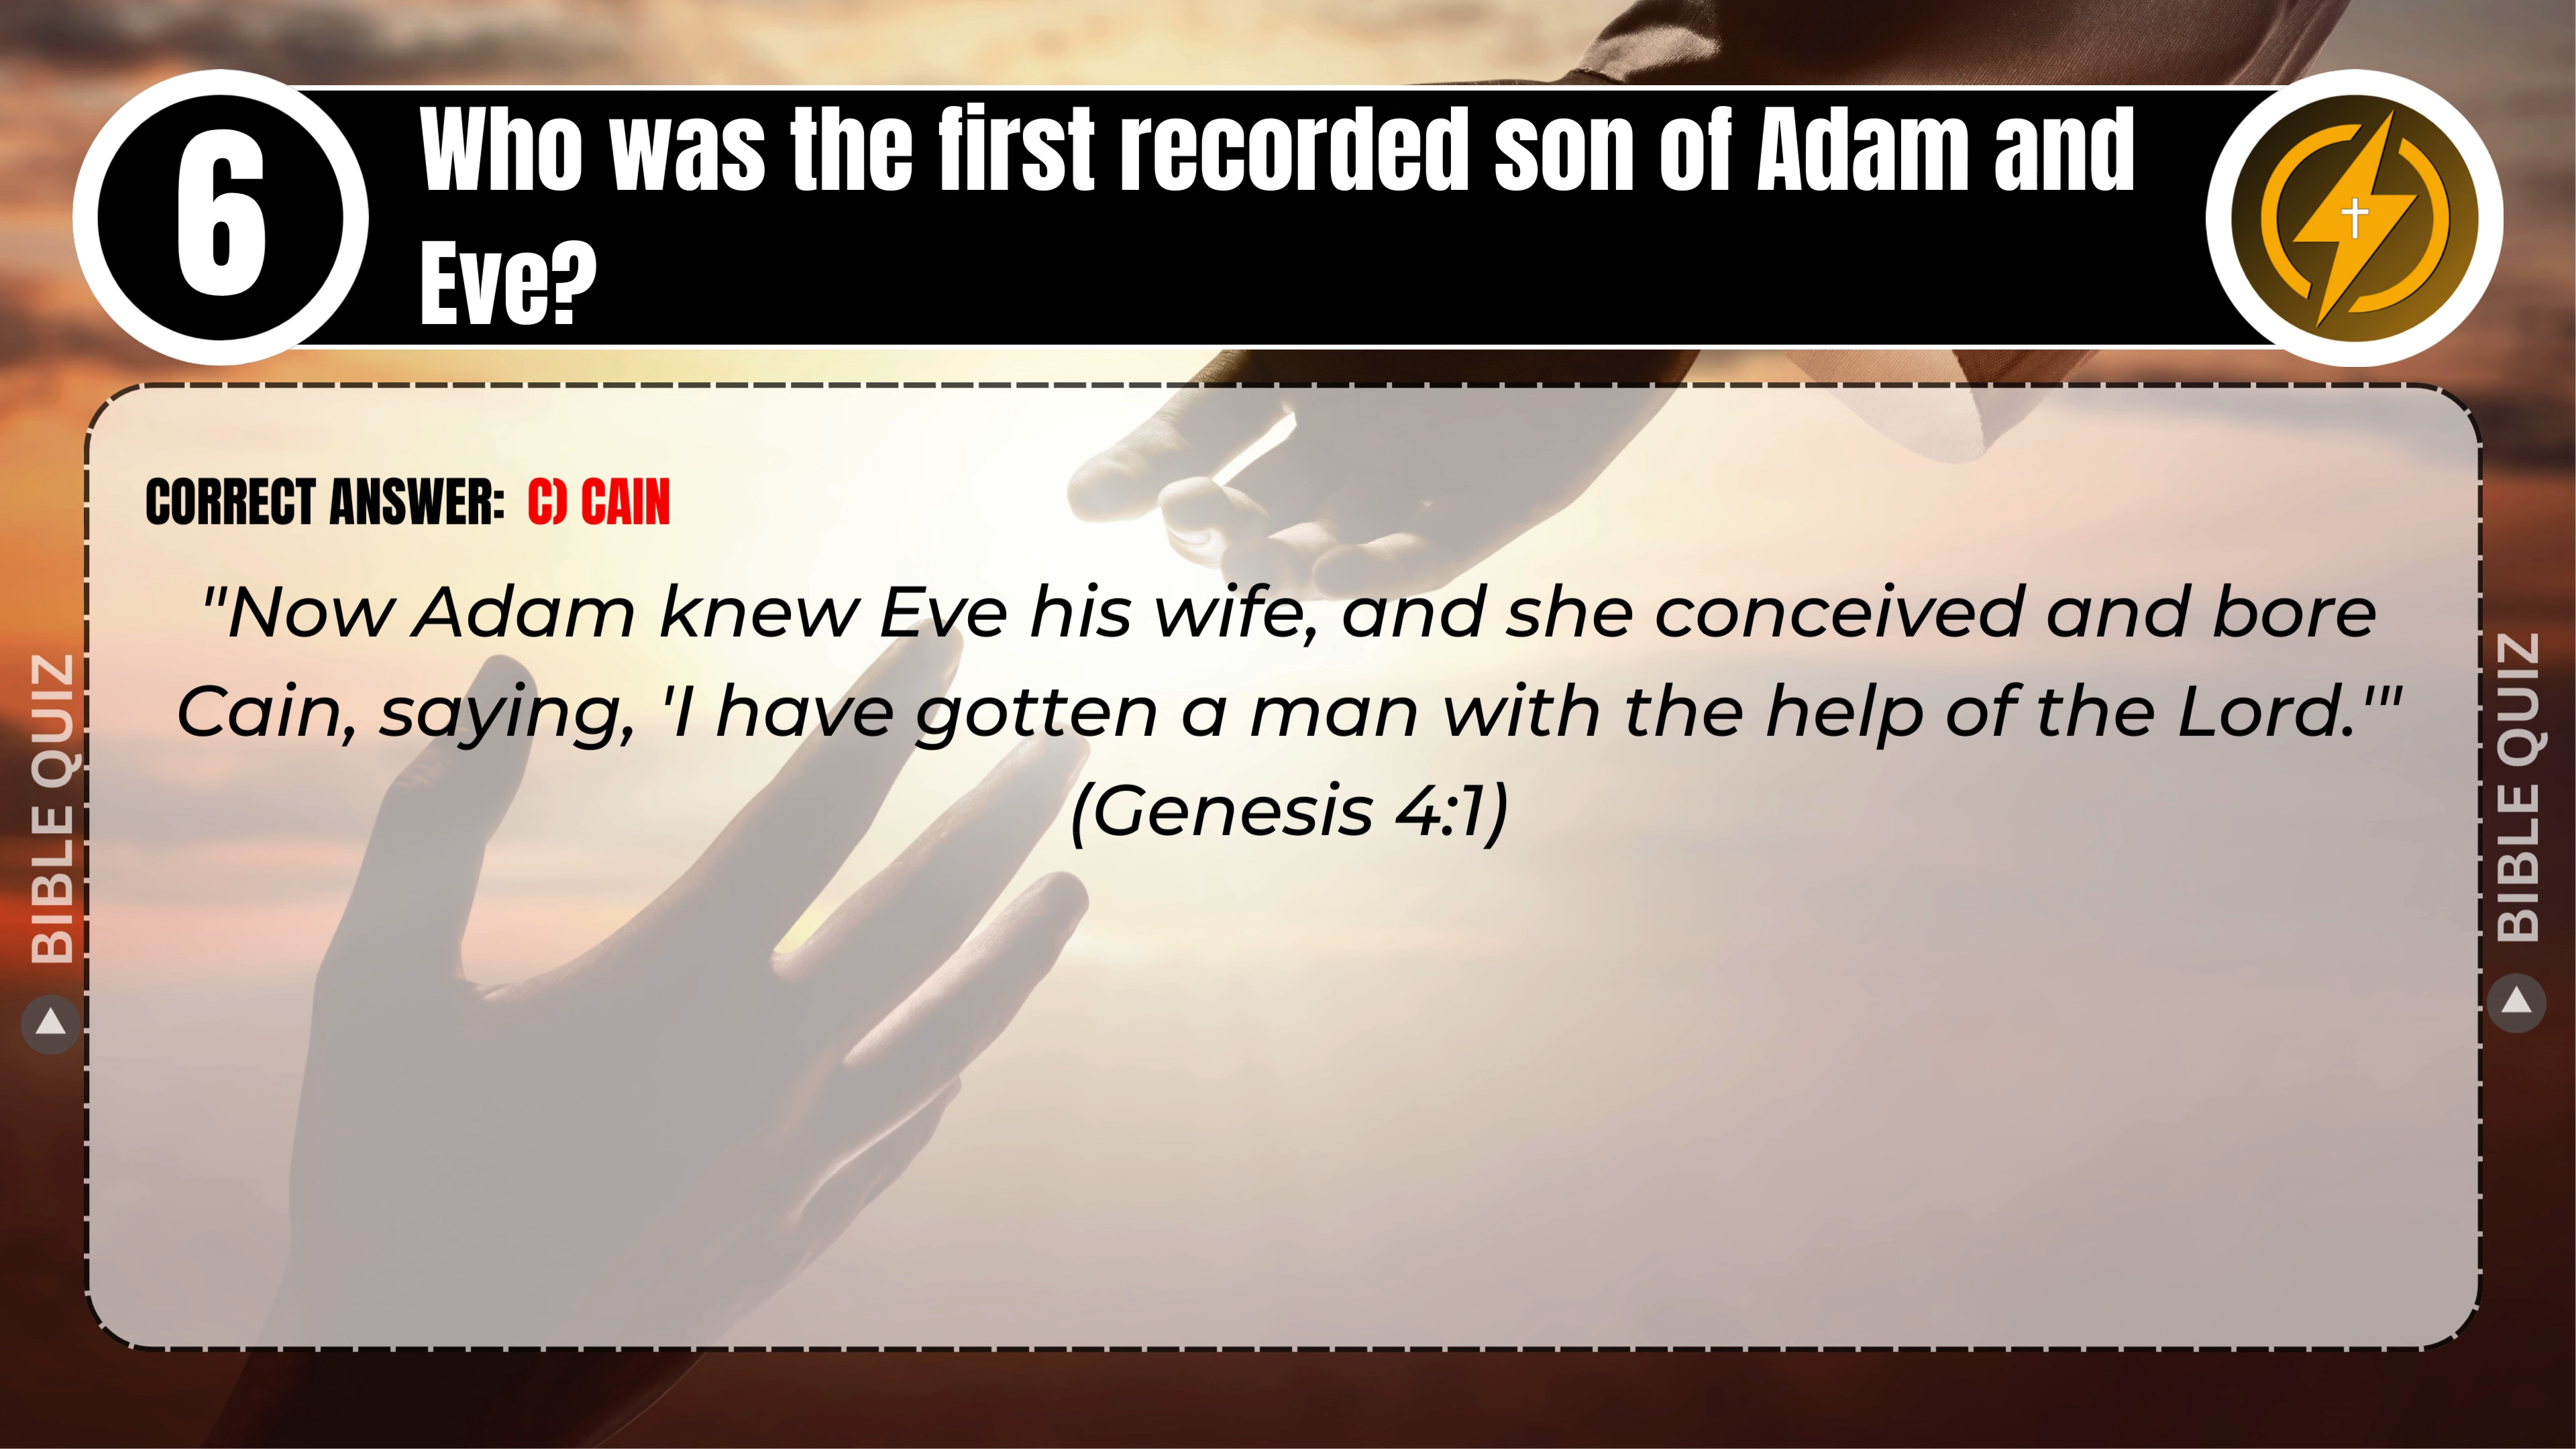 6
Who was the first recorded son of Adam and
Eve?
CORRECT ANSWER: C) CAIN
"Now Adam knew Eve his wife, and she conceived and bore
Cain, saying, 'I have gotten a man with the help of the Lord.'"
(Genesis 4:1)
BIBLE QUIZ
BIBLE QUIZ